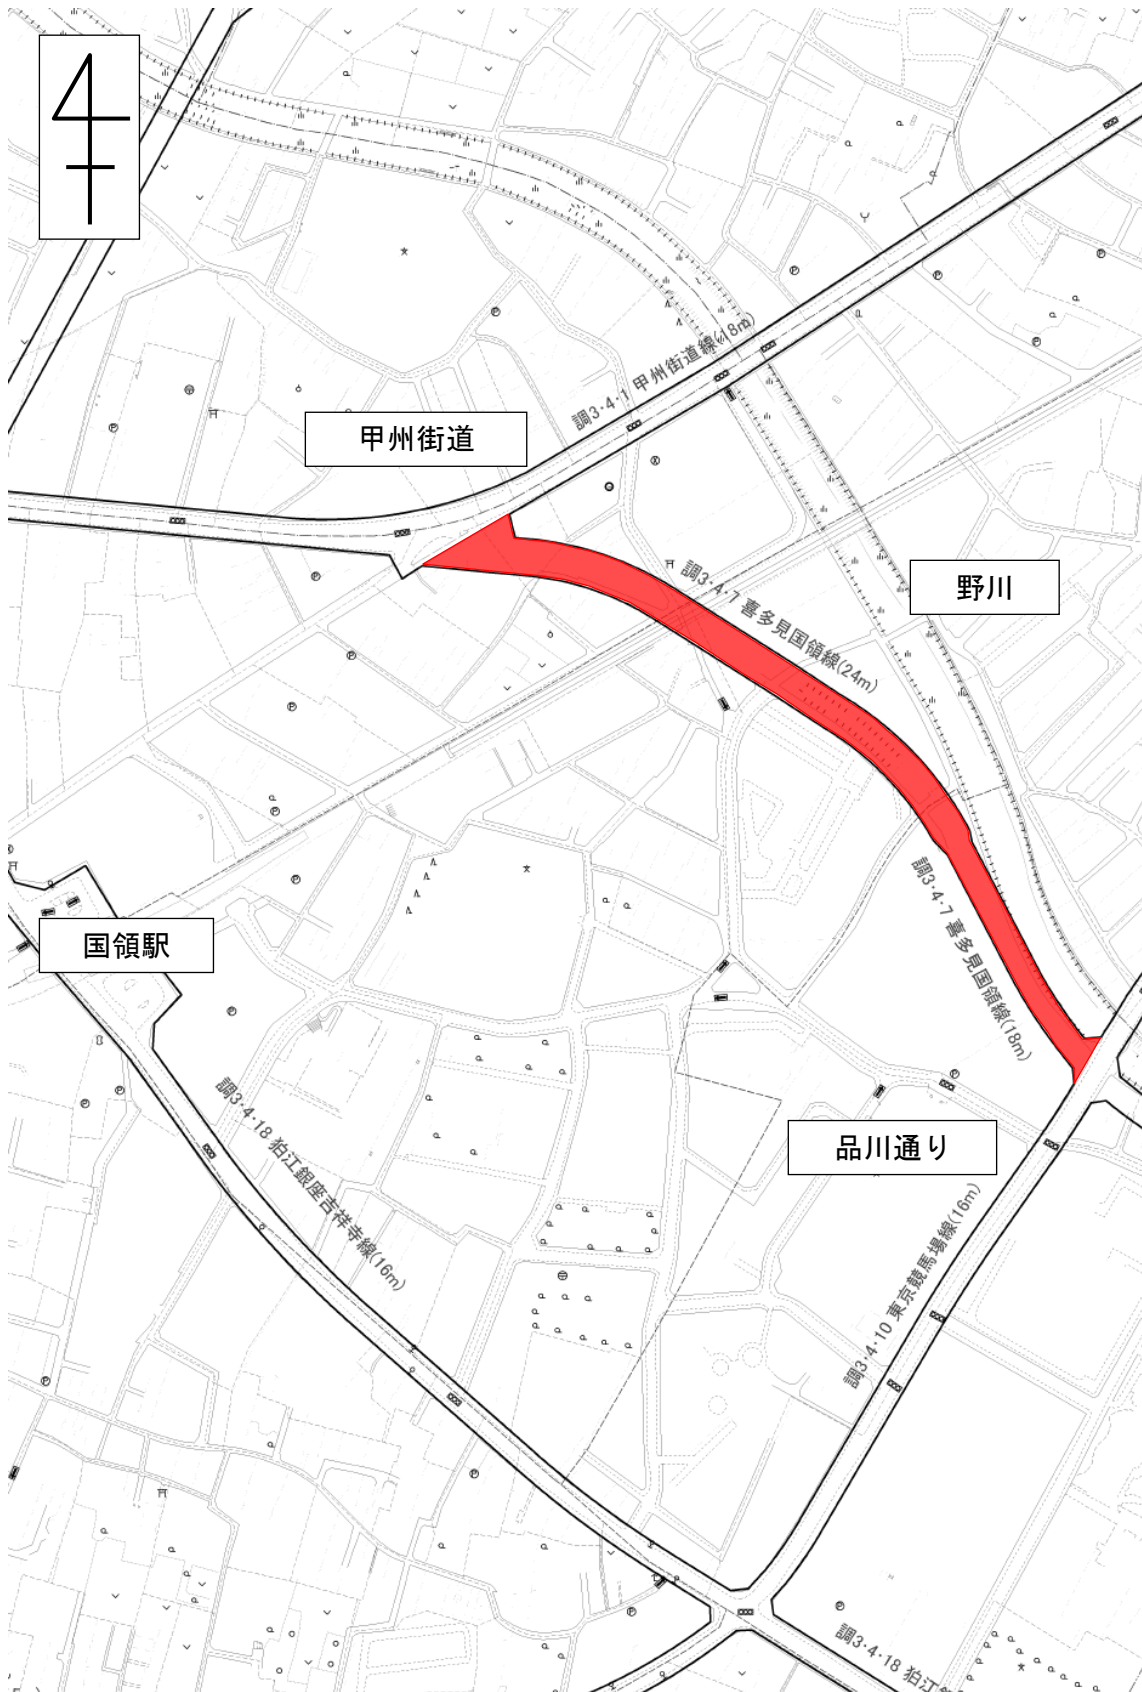 調3・4・1 甲州街道線(18m)
甲州街道
調3・4・7 喜多見国領線(24m)
野川
調3・4・7 喜多見国領線(18m)
国領駅
調3・4・18 狛江銀座吉祥寺線(16m)
品川通り
調3・4・10 東京競馬場線(16m)
調3・4・18 狛江